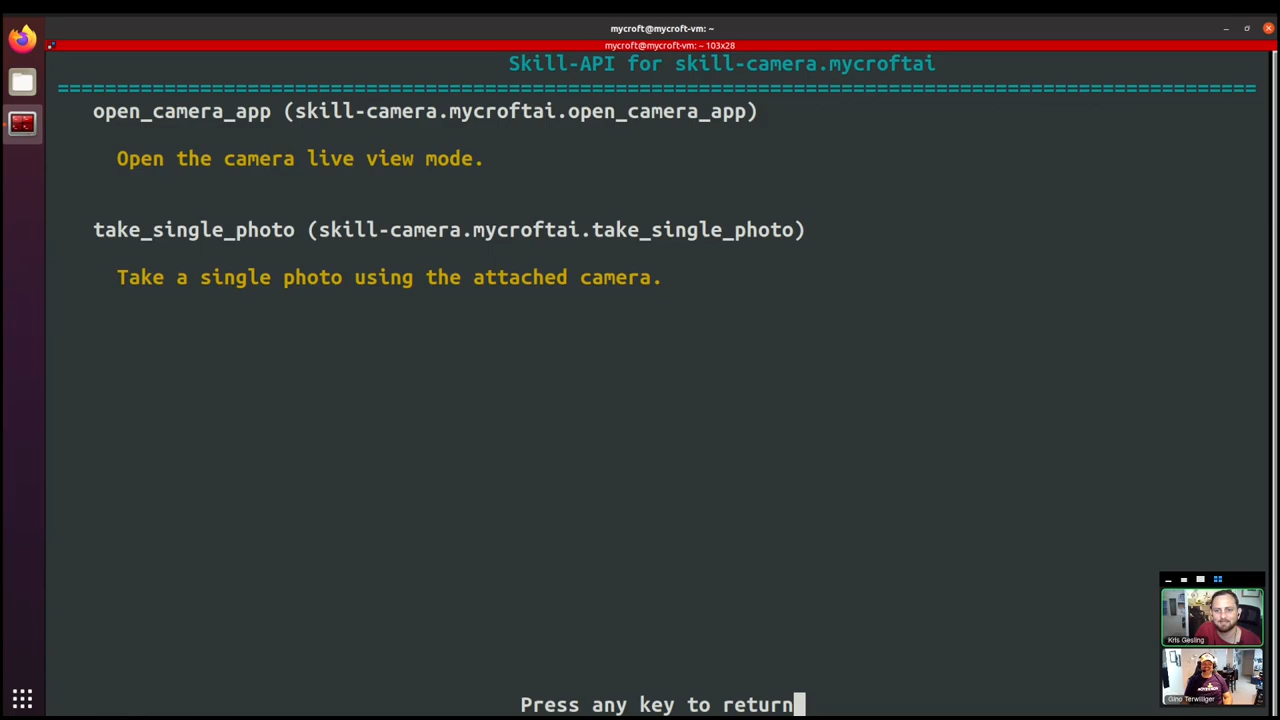 mycroft@mycroft-vm: ~
mycroft@mycroft-vm: ~ 103x28
Skill-API for skill-camera.mycroftai
=====================================================================================================
open_camera_app (skill-camera.mycroftai.open_camera_app)
Open the camera live view mode.
take_single_photo (skill-camera.mycroftai.take_single_photo)
Take a single photo using the attached camera.
Kris Gesling
Gino Terwilliger
Press any key to return